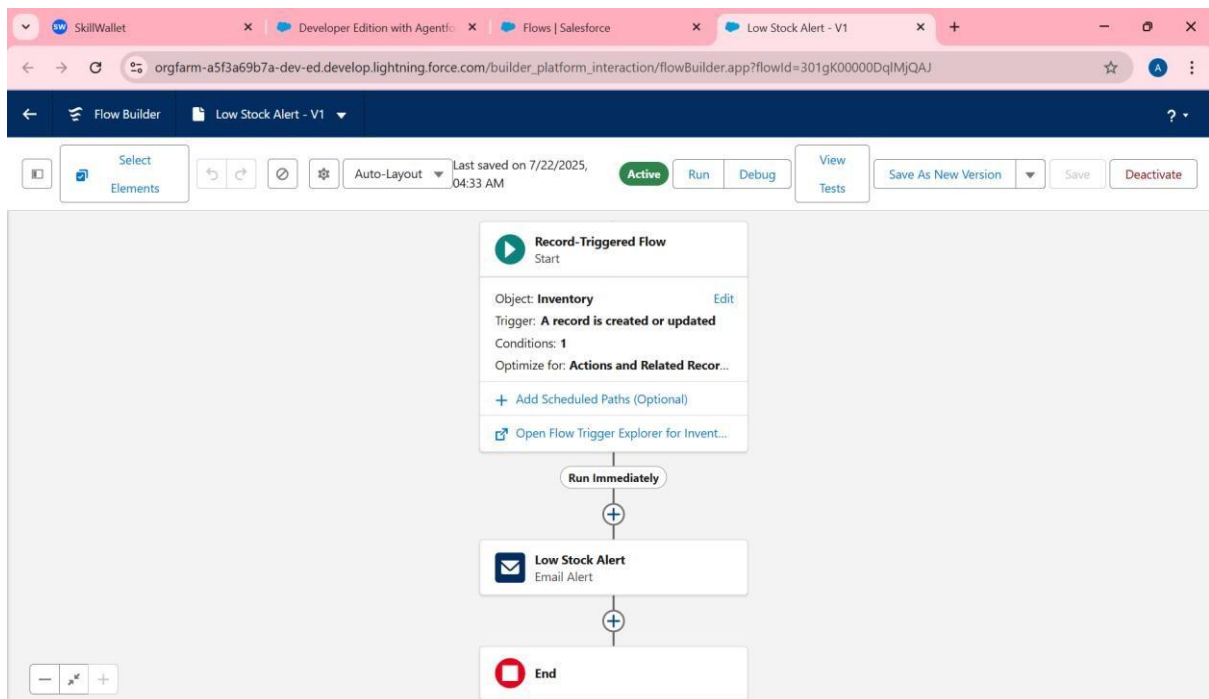 SkillWallet
Developer Edition with Agentfo
Flows | Salesforce
Low Stock Alert - V1
orgfarm-a5f3a69b7a-dev-ed.develop.lightning.force.com/builder_platform_interaction/flowBuilder.app?flowId=301gK00000DqlMjQAJ
A
Flow Builder
Low Stock Alert - V1
?
Select
Elements
Auto-Layout
Last saved on 7/22/2025,
04:33 AM
Active
Run
Debug
View
Tests
Save As New Version
Save
Deactivate
Record-Triggered Flow
Start
Object: Inventory Edit
Trigger: A record is created or updated
Conditions: 1
Optimize for: Actions and Related Recor...
+ Add Scheduled Paths (Optional)
Open Flow Trigger Explorer for Invent...
Run Immediately
Low Stock Alert
Email Alert
End